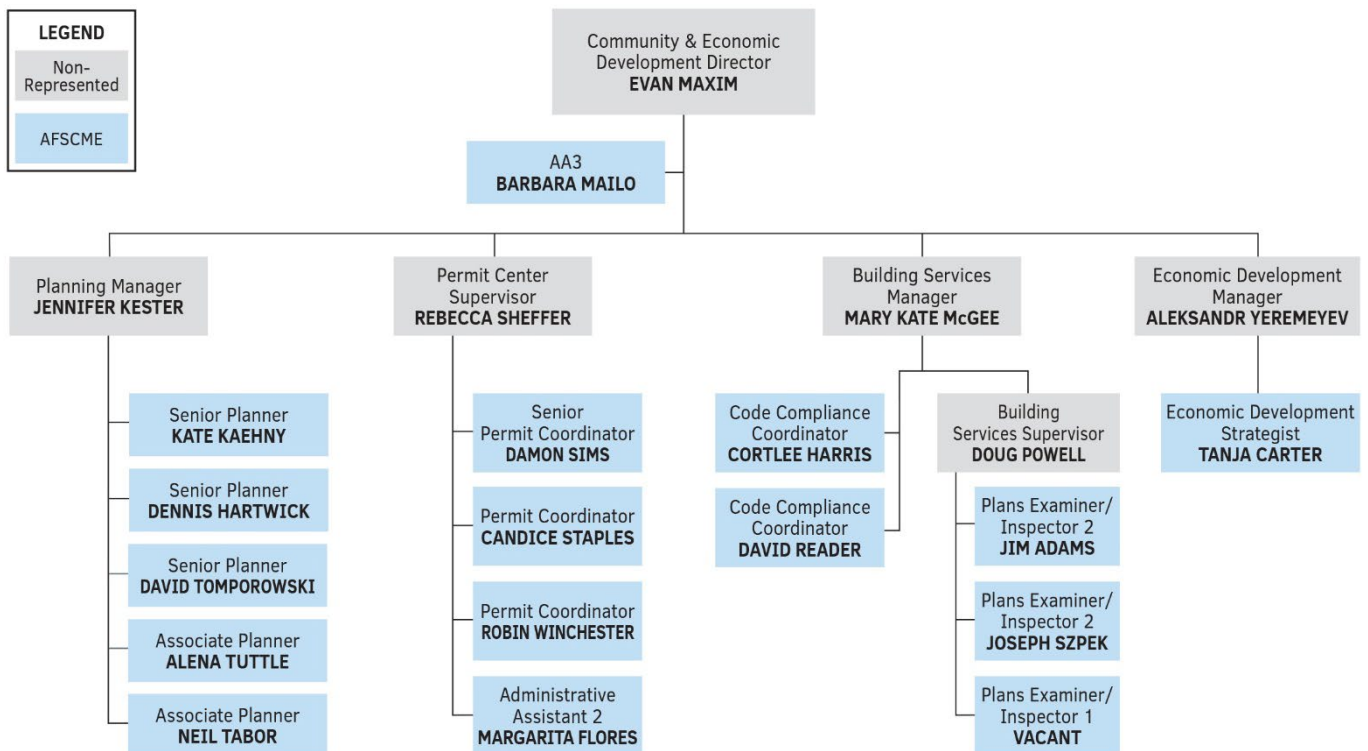 LEGEND
Non-
Represented
AFSCME
Community & Economic
Development Director
EVAN MAXIM
AA3
BARBARA MAILO
Planning Manager
JENNIFER KESTER
Senior Planner
KATE KAEHNY
Senior Planner
DENNIS HARTWICK
Senior Planner
DAVID TOMPOROWSKI
Associate Planner
ALENA TUTTLE
Associate Planner
NEIL TABOR
Permit Center
Supervisor
REBECCA SHEFFER
Senior
Permit Coordinator
DAMON SIMS
Permit Coordinator
CANDICE STAPLES
Permit Coordinator
ROBIN WINCHESTER
Administrative
Assistant 2
MARGARITA FLORES
Building Services
Manager
MARY KATE McGEE
Code Compliance
Coordinator
CORTLEE HARRIS
Code Compliance
Coordinator
DAVID READER
Building
Services Supervisor
DOUG POWELL
Plans Examiner/
Inspector 2
JIM ADAMS
Plans Examiner/
Inspector 2
JOSEPH SZPEK
Plans Examiner/
Inspector 1
VACANT
Economic Development
Manager
ALEKSANDR YEREMEYEV
Economic Development
Strategist
TANJA CARTER